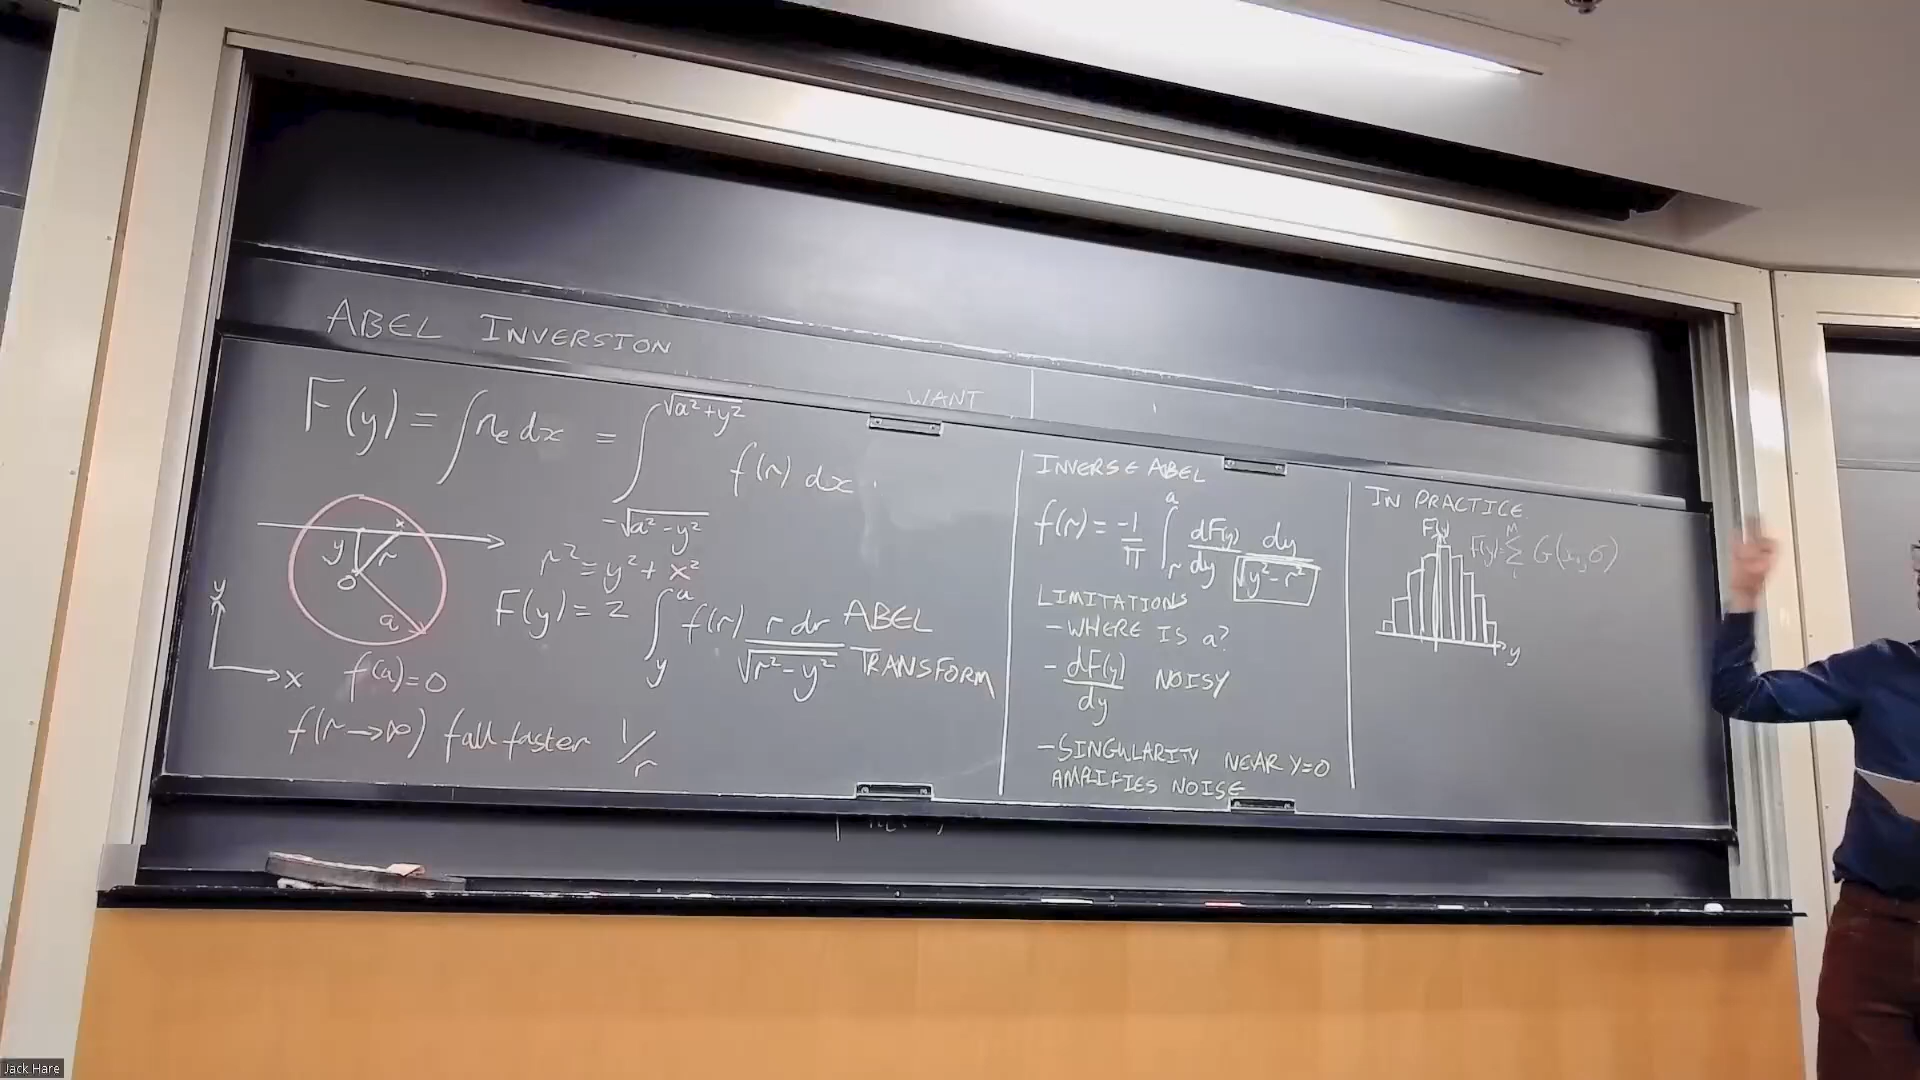 ABEL INVERSION
WANT
F(y) = ∫ n_e dx = ∫_{-√(a²-y²)}^{√(a²+y²)} f(r) dx
x
y r
O
a
r² = y² + x²
F(y) = 2 ∫_y^a f(r) r dr / √(r²-y²) ABEL TRANSFORM
y
x
f(a) = 0
f(r→∞) fall faster 1/r
INVERSE ABEL
f(r) = -1/π ∫_r^a dF(y)/dy dy/√(y²-r²)
LIMITATIONS
- WHERE IS a?
- dF(y)/dy NOISY
- SINGULARITY NEAR Y=0
AMPLIFIES NOISE
IN PRACTICE
F(y)
y
Jack Hare